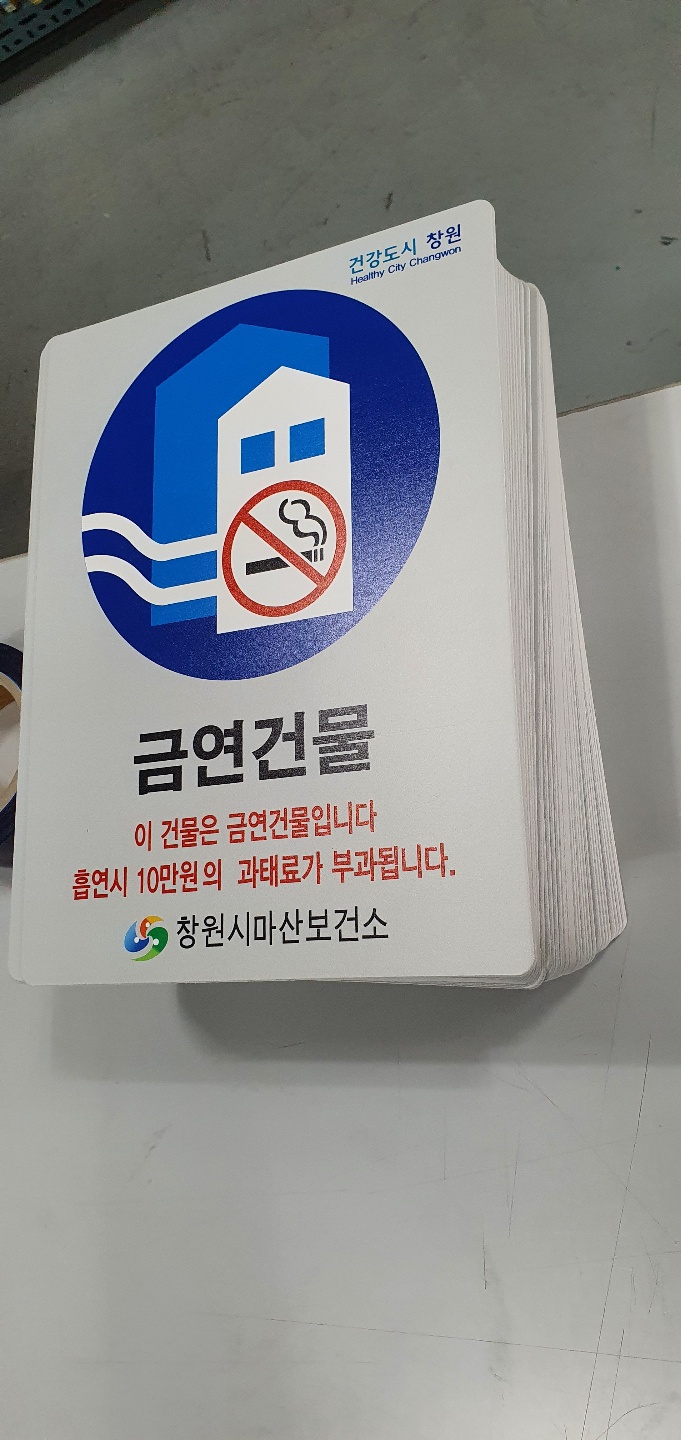 건강도시 창원
Healthy City Changwon
금연건물
이 건물은 금연건물입니다
흡연시 10만원의 과태료가 부과됩니다.
창원시마산보건소